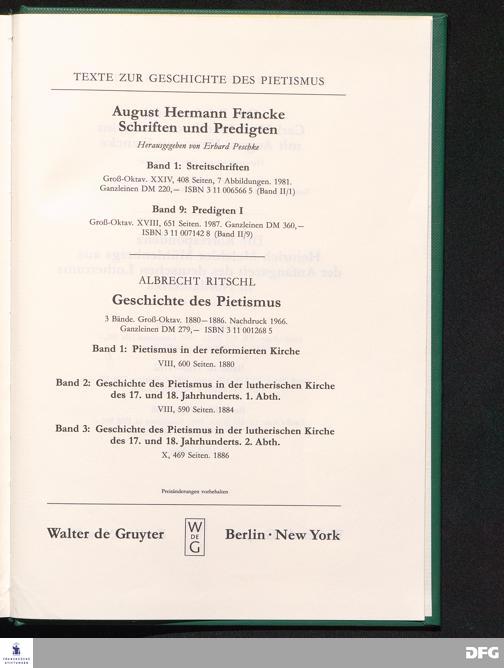 TEXTE ZUR GESCHICHTE DES PIETISMUS
August Hermann Francke
Schriften und Predigten
Herausgegeben von Erhard Peschke
Band 1: Streitschriften
Groß-Oktav. XXIV, 408 Seiten, 7 Abbildungen. 1981.
Ganzleinen DM 220,— ISBN 3 11 006566 5 (Band II/1)
Band 9: Predigten I
Groß-Oktav. XVIII, 651 Seiten. 1987. Ganzleinen DM 360,—
ISBN 3 11 007142 8 (Band II/9)
ALBRECHT RITSCHL
Geschichte des Pietismus
3 Bände. Groß-Oktav. 1880—1886. Nachdruck 1966.
Ganzleinen DM 279,— ISBN 3 11 001268 5
Band 1: Pietismus in der reformierten Kirche
VIII, 600 Seiten. 1880
Band 2: Geschichte des Pietismus in der lutherischen Kirche
des 17. und 18. Jahrhunderts. 1. Abth.
VIII, 590 Seiten. 1884
Band 3: Geschichte des Pietismus in der lutherischen Kirche
des 17. und 18. Jahrhunderts. 2. Abth.
X, 469 Seiten. 1886
Preisänderungen vorbehalten
Walter de Gruyter W DE G Berlin · New York
FRANCKESCHE
STIFTUNGEN
DFG